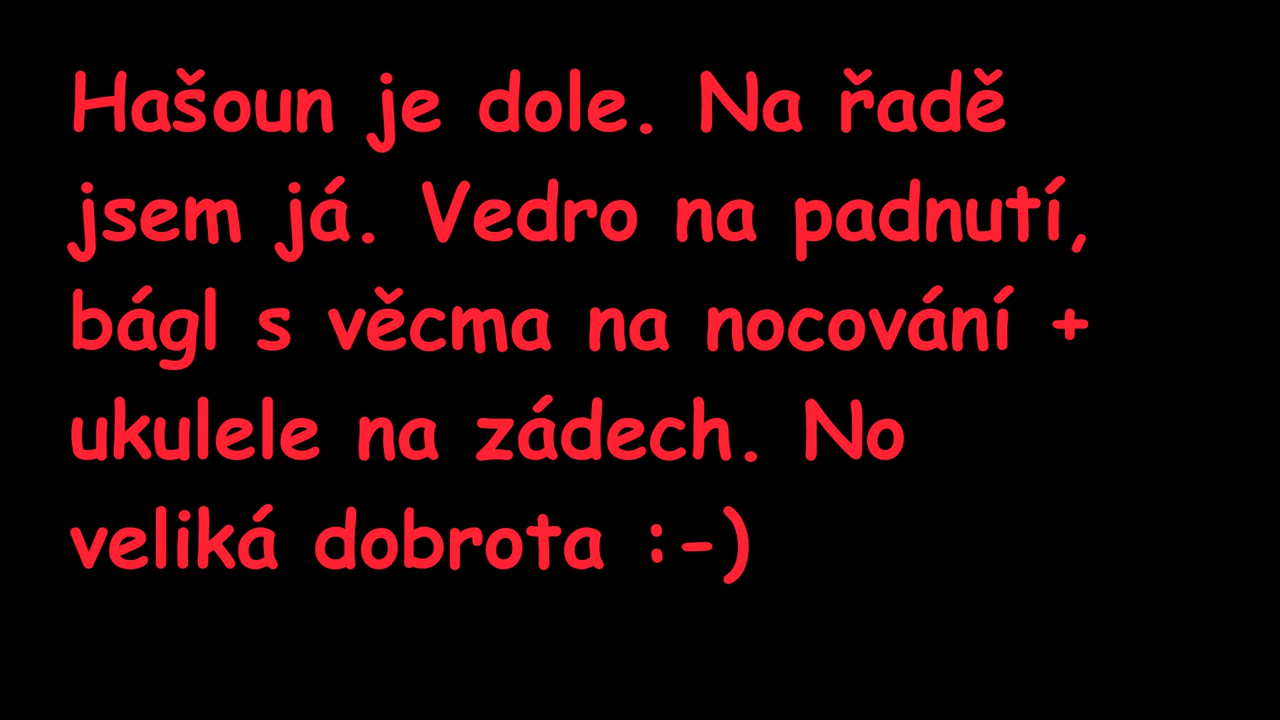 Hašoun je dole. Na řadě
jsem já. Vedro na padnutí,
bágl s věcma na nocování +
ukulele na zádech. No
veliká dobrota :-)